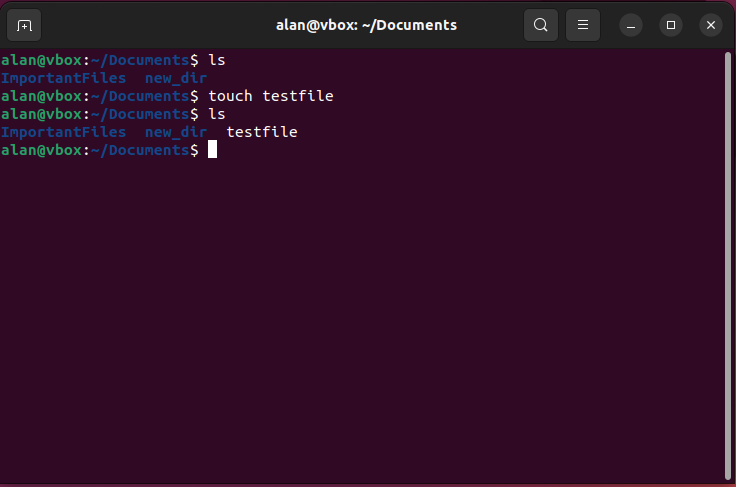 alan@vbox: ~/Documents
alan@vbox:~/Documents$ ls
ImportantFiles  new_dir
alan@vbox:~/Documents$ touch testfile
alan@vbox:~/Documents$ ls
ImportantFiles  new_dir  testfile
alan@vbox:~/Documents$